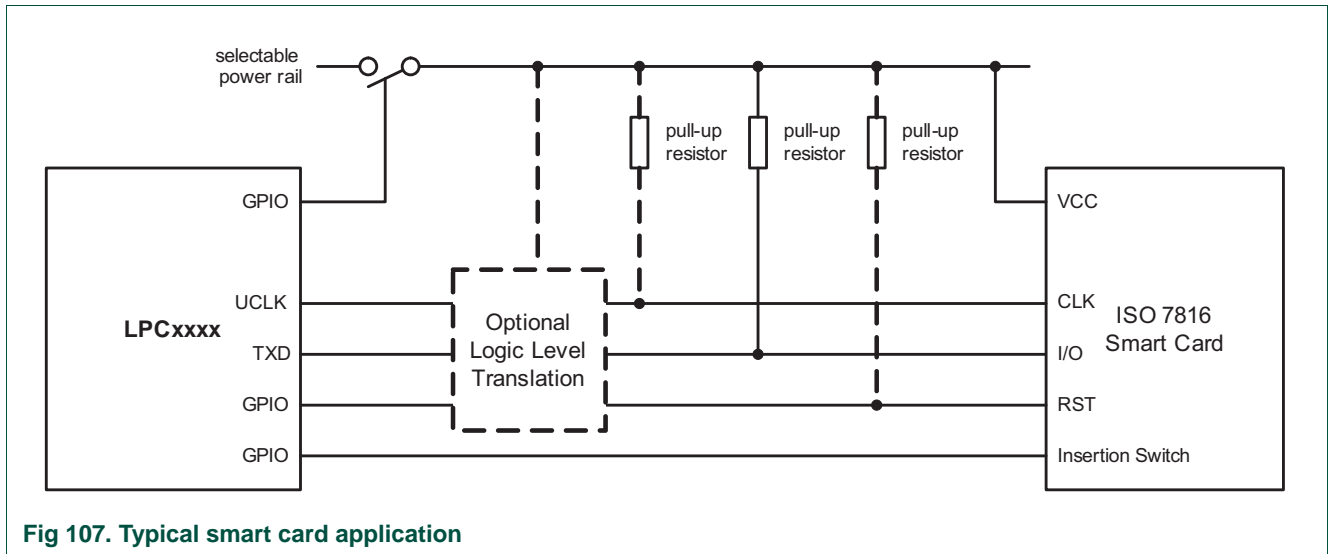 selectable
power rail
pull-up
resistor
pull-up
resistor
pull-up
resistor
GPIO
VCC
UCLK
CLK
LPCxxxx
Optional
Logic Level
Translation
ISO 7816
Smart Card
TXD
I/O
GPIO
RST
GPIO
Insertion Switch
Fig 107. Typical smart card application